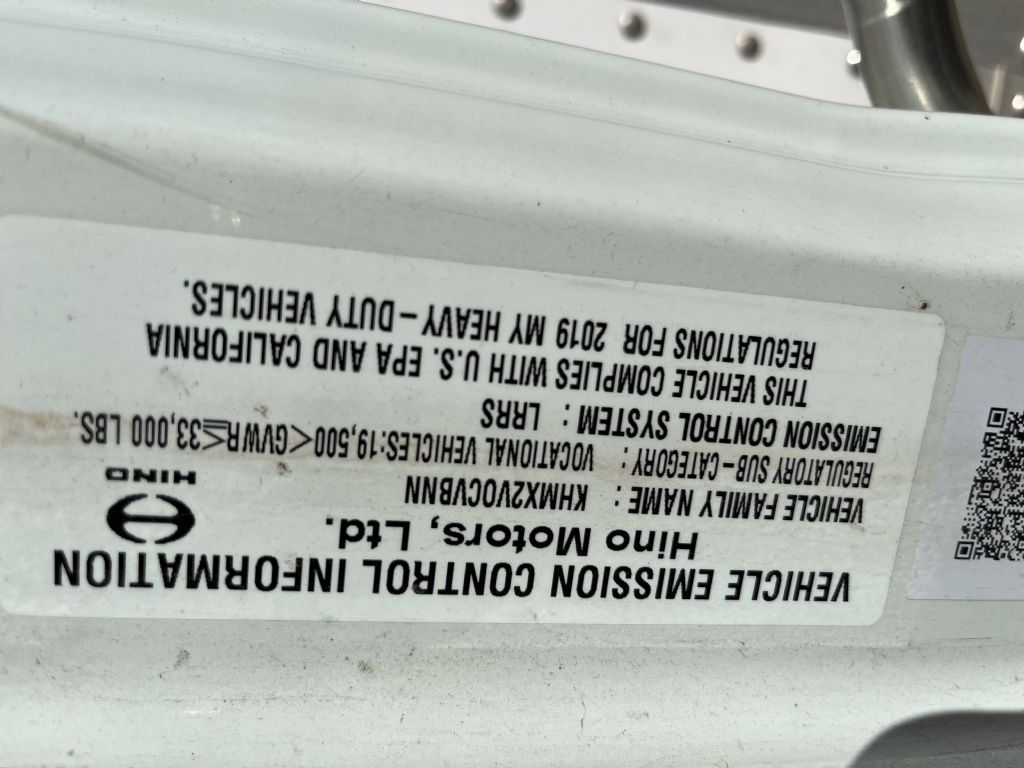 VEHICLE EMISSION CONTROL INFORMATION
Hino Motors, Ltd.
HINO
VEHICLE FAMILY NAME : KHMX2VOCVBNN
REGULATORY SUB-CATEGORY : VOCATIONAL VEHICLES:19,500<GVWR≦33,000 LBS.
EMISSION CONTROL SYSTEM : LRRS
THIS VEHICLE COMPLIES WITH U.S. EPA AND CALIFORNIA
REGULATIONS FOR 2019 MY HEAVY-DUTY VEHICLES.